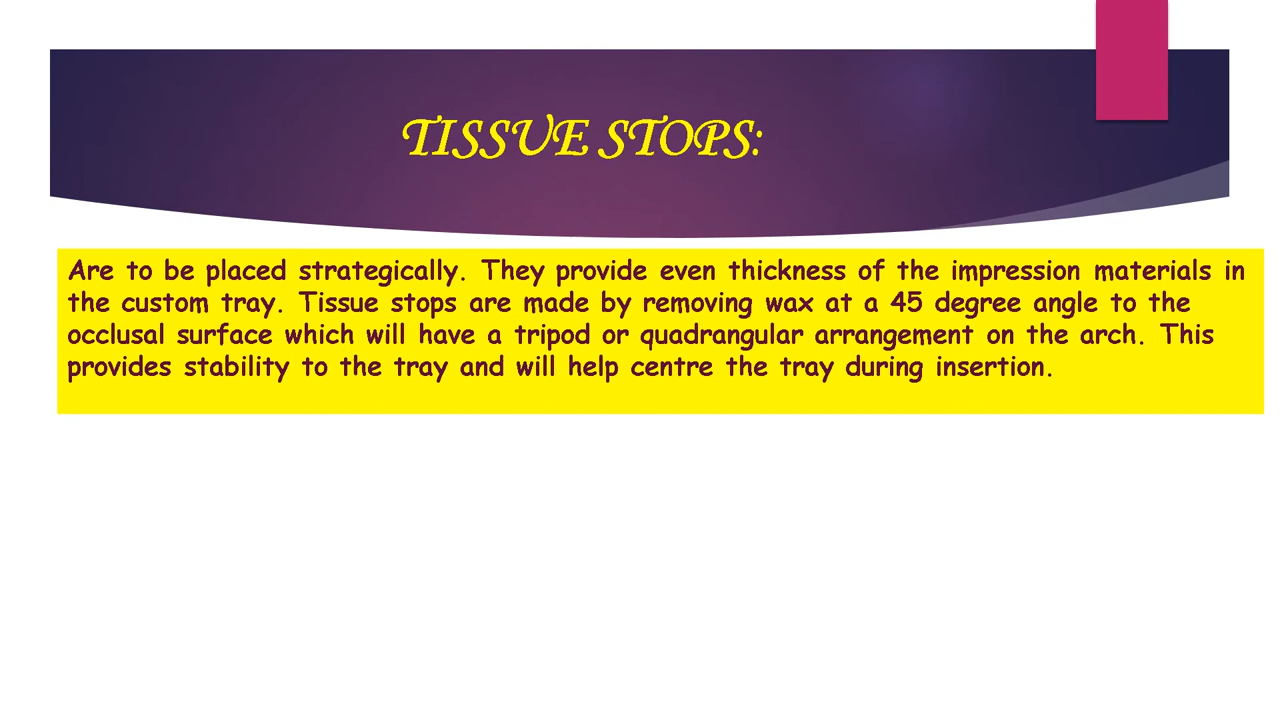 TISSUE STOPS:
Are to be placed strategically. They provide even thickness of the impression materials in
the custom tray. Tissue stops are made by removing wax at a 45 degree angle to the
occlusal surface which will have a tripod or quadrangular arrangement on the arch. This
provides stability to the tray and will help centre the tray during insertion.